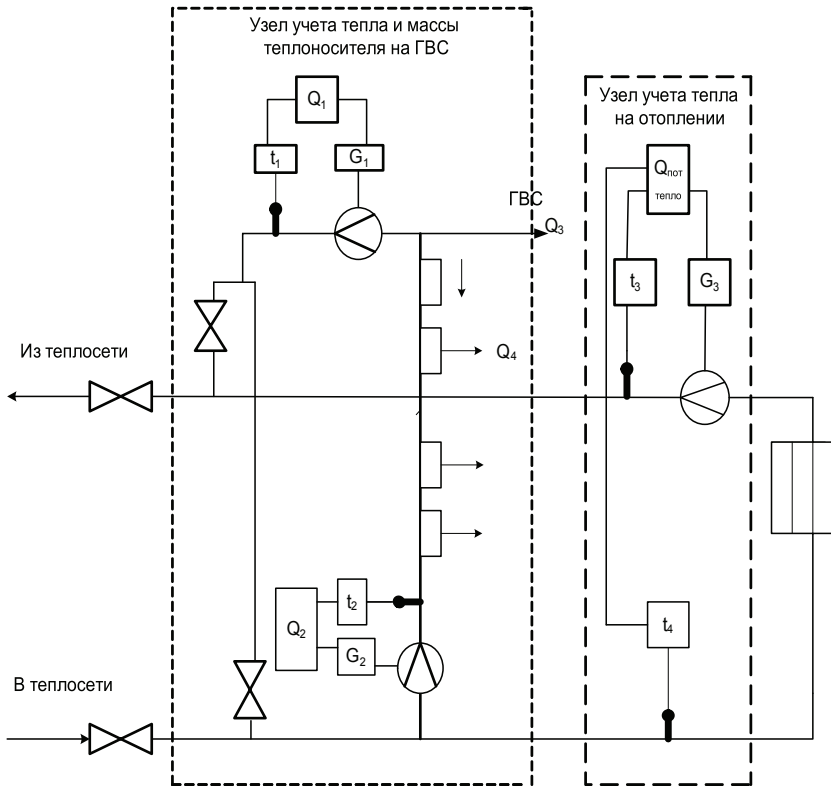 Узел учета тепла и массы
теплоносителя на ГВС
Узел учета тепла
на отоплении
Q₁
t₁
G₁
Qпот
тепло
ГВС
Q₃
t₃
G₃
Из теплосети
Q₄
t₂
Q₂
G₂
t₄
В теплосети